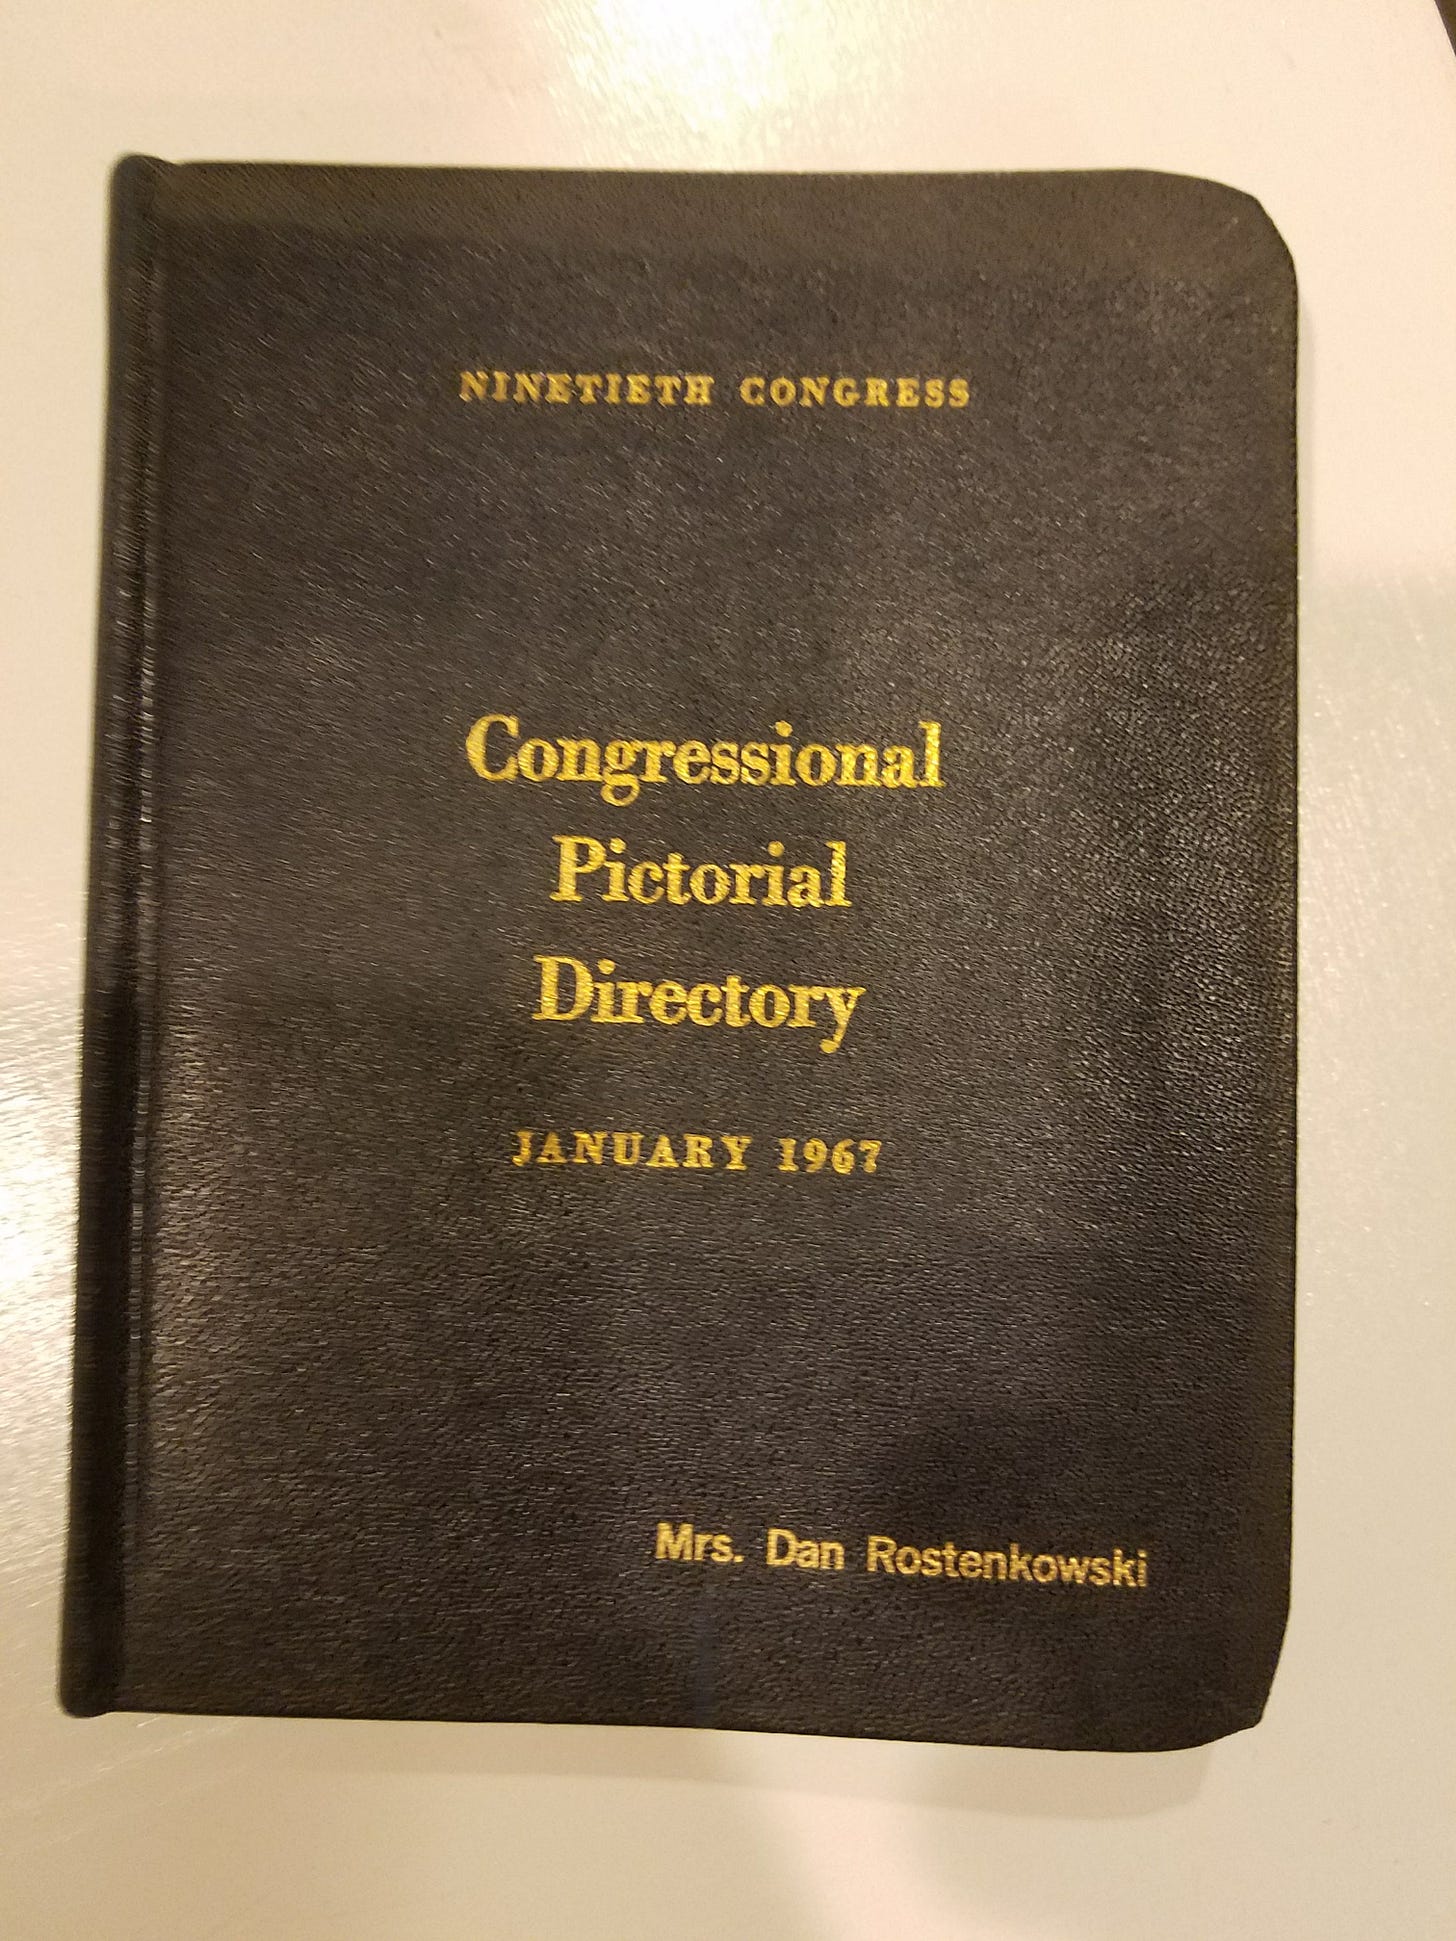 NINETIETH CONGRESS
Congressional
Pictorial
Directory
JANUARY 1967
Mrs. Dan Rostenkowski